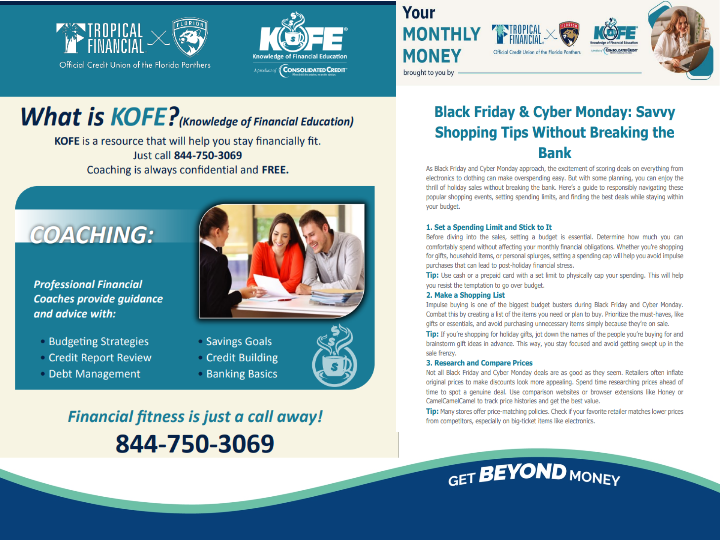 TROPICAL
FINANCIAL
FLORIDA
Official Credit Union of the Florida Panthers
KOFE
Knowledge of Financial Education
A product of CONSOLIDATED CREDIT
What is KOFE?(Knowledge of Financial Education)
KOFE is a resource that will help you stay financially fit.
Just call 844-750-3069
Coaching is always confidential and FREE.
COACHING:
Professional Financial
Coaches provide guidance
and advice with:
• Budgeting Strategies
• Credit Report Review
• Debt Management
• Savings Goals
• Credit Building
• Banking Basics
$
Financial fitness is just a call away!
844-750-3069
Your
MONTHLY
MONEY
brought to you by
TROPICAL
FINANCIAL
Official Credit Union of the Florida Panthers
KOFE
Knowledge of Financial Education
CONSOLIDATED CREDIT
Black Friday & Cyber Monday: Savvy
Shopping Tips Without Breaking the
Bank
As Black Friday and Cyber Monday approach, the excitement of scoring deals on everything from
electronics to clothing can make overspending easy. But with some planning, you can enjoy the
thrill of holiday sales without breaking the bank. Here's a guide to responsibly navigating these
popular shopping events, setting spending limits, and finding the best deals while staying within
your budget.
1. Set a Spending Limit and Stick to It
Before diving into the sales, setting a budget is essential. Determine how much you can
comfortably spend without affecting your monthly financial obligations. Whether you're shopping
for gifts, household items, or personal splurges, setting a spending cap will help you avoid impulse
purchases that can lead to post-holiday financial stress.
Tip: Use cash or a prepaid card with a set limit to physically cap your spending. This will help
you resist the temptation to go over budget.
2. Make a Shopping List
Impulse buying is one of the biggest budget busters during Black Friday and Cyber Monday.
Combat this by creating a list of the items you need or plan to buy. Prioritize the must-haves, like
gifts or essentials, and avoid purchasing unnecessary items simply because they're on sale.
Tip: If you're shopping for holiday gifts, jot down the names of the people you're buying for and
brainstorm gift ideas in advance. This way, you stay focused and avoid getting swept up in the
sale frenzy.
3. Research and Compare Prices
Not all Black Friday and Cyber Monday deals are as good as they seem. Retailers often inflate
original prices to make discounts look more appealing. Spend time researching prices ahead of
time to spot a genuine deal. Use comparison websites or browser extensions like Honey or
CamelCamelCamel to track price histories and get the best value.
Tip: Many stores offer price-matching policies. Check if your favorite retailer matches lower prices
from competitors, especially on big-ticket items like electronics.
GET BEYOND MONEY